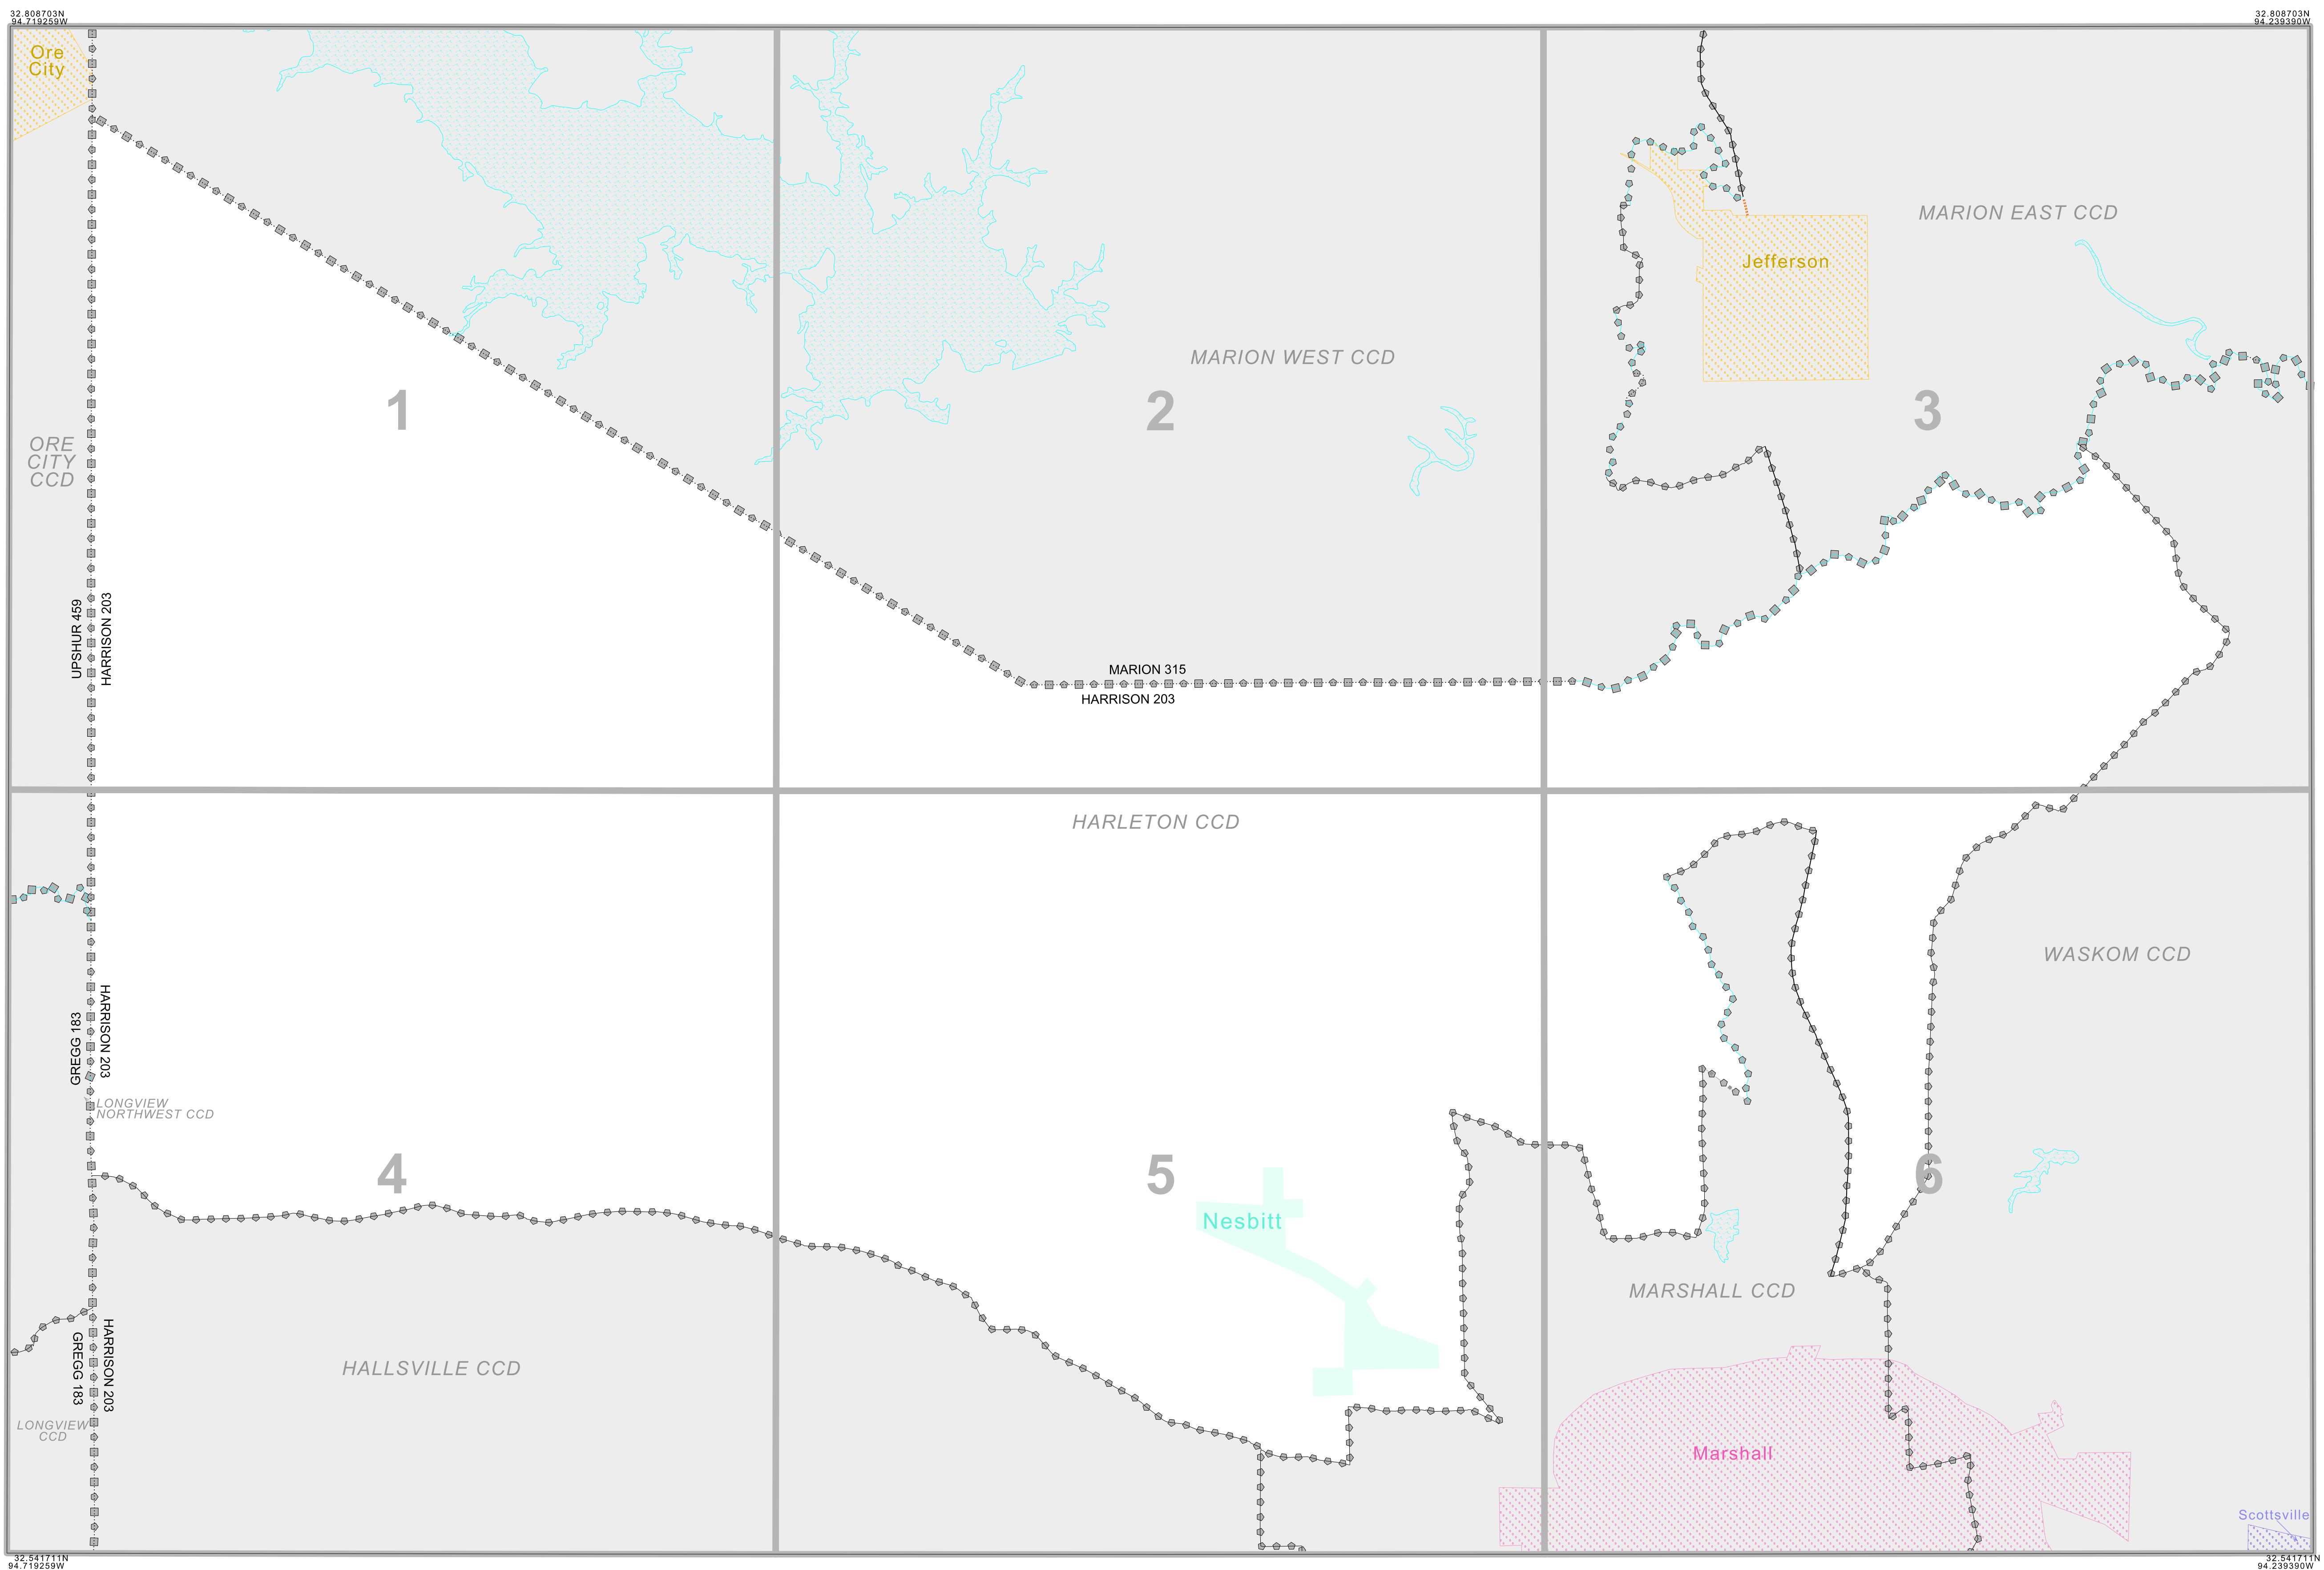 32.808703N
94.719259W
32.808703N
94.239390W
Ore
City
MARION EAST CCD
Jefferson
MARION WEST CCD
1
2
3
ORE
CITY
CCD
UPSHUR 459
HARRISON 203
MARION 315
HARRISON 203
HARLETON CCD
WASKOM CCD
HARRISON 203
GREGG 183
LONGVIEW
NORTHWEST CCD
4
5
6
Nesbitt
MARSHALL CCD
HARRISON 203
GREGG 183
HALLSVILLE CCD
LONGVIEW
CCD
Marshall
Scottsville
32.541711N
94.719259W
32.541711N
94.239390W